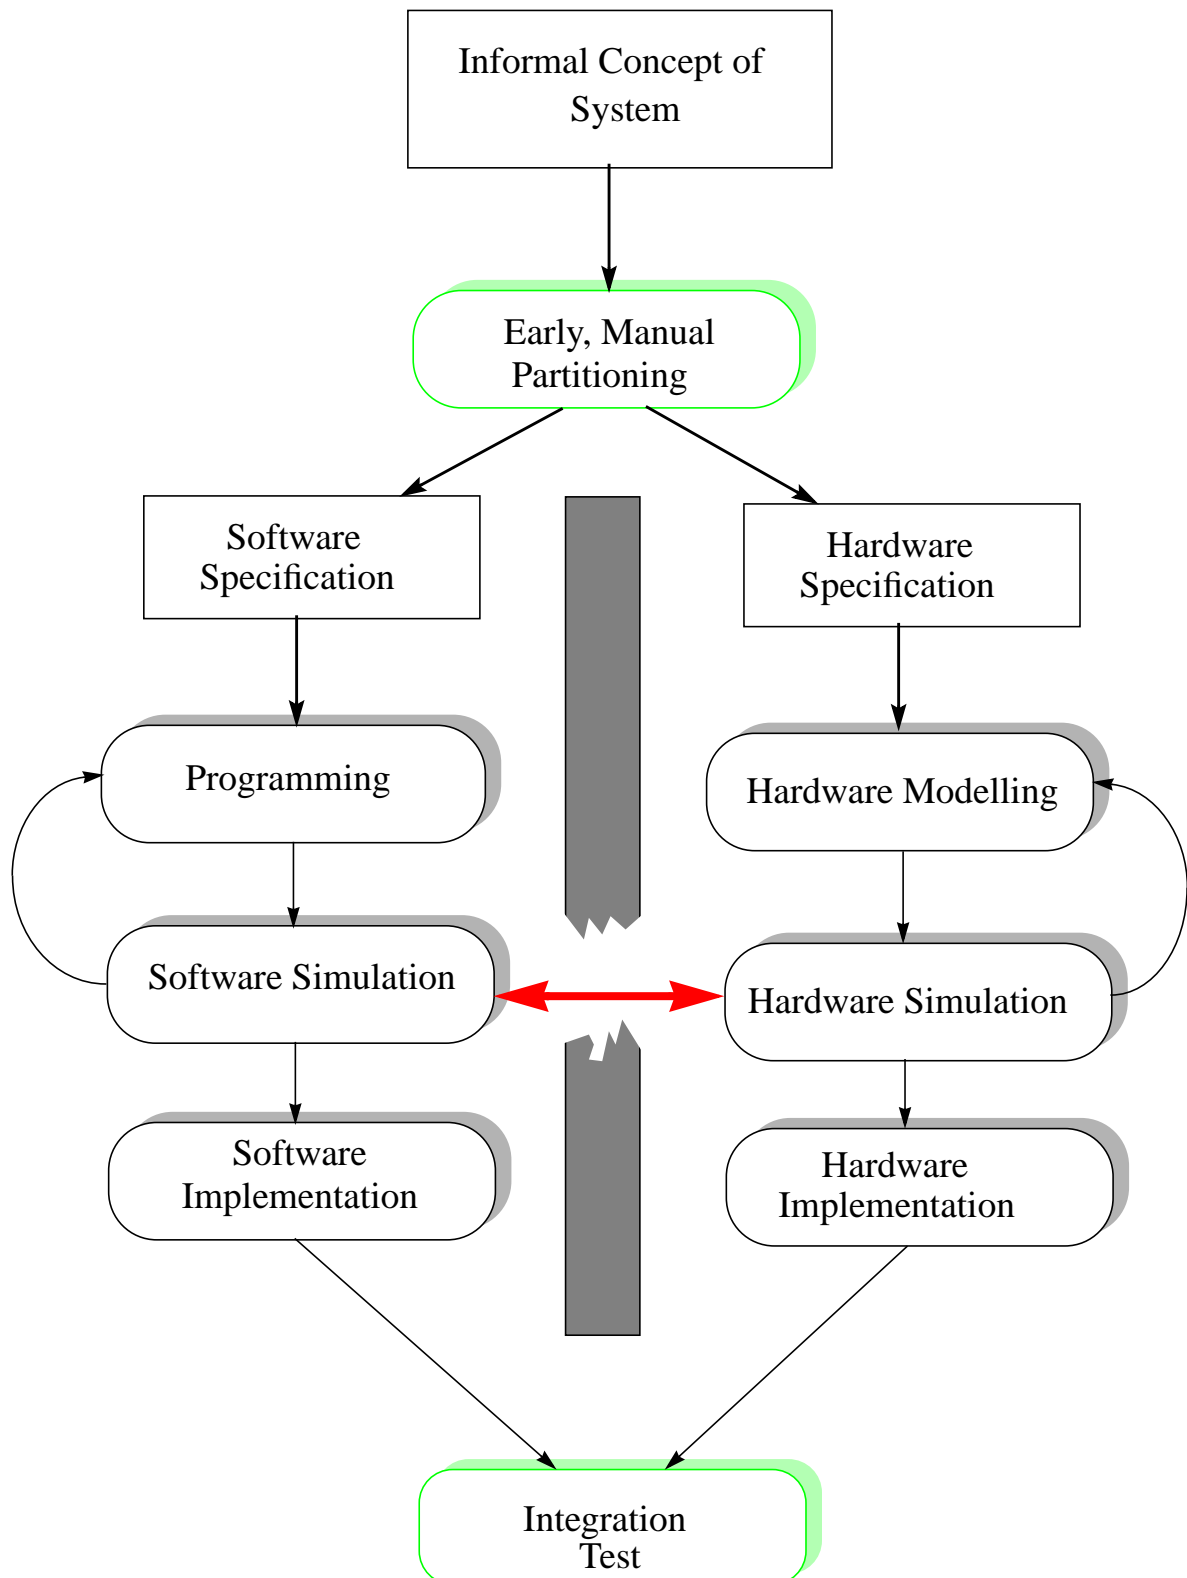 Informal Concept of
System
Early, Manual
Partitioning
Software
Specification
Hardware
Specification
Programming
Hardware Modelling
Software Simulation
Hardware Simulation
Software
Implementation
Hardware
Implementation
Integration
Test